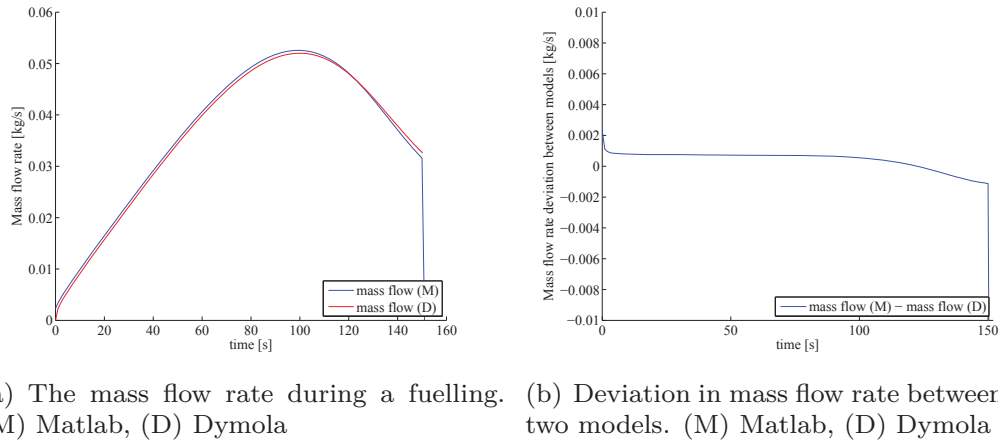 0.06
0.05
0.04
0.03
0.02
0.01
0
Mass flow rate [kg/s]
0 20 40 60 80 100 120 140 160
time [s]
mass flow (M)
mass flow (D)
0.01
0.008
0.006
0.004
0.002
0
−0.002
−0.004
−0.006
−0.008
−0.01
Mass flow rate deviation between models [kg/s]
0 50 100 150
time [s]
mass flow (M) − mass flow (D)
) The mass flow rate during a fuelling.
M) Matlab, (D) Dymola
(b) Deviation in mass flow rate between
two models. (M) Matlab, (D) Dymola